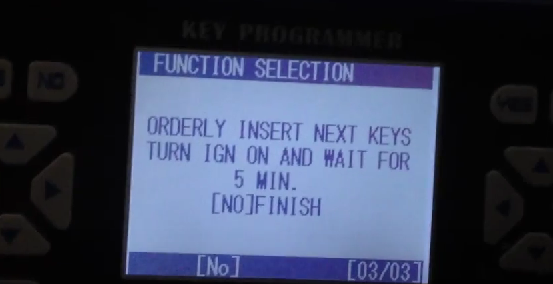 KEY PROGRAMMER
FUNCTION SELECTION
NO
ORDERLY INSERT NEXT KEYS
TURN IGN ON AND WAIT FOR
5 MIN.
[NO]FINISH
[No] [03/03]